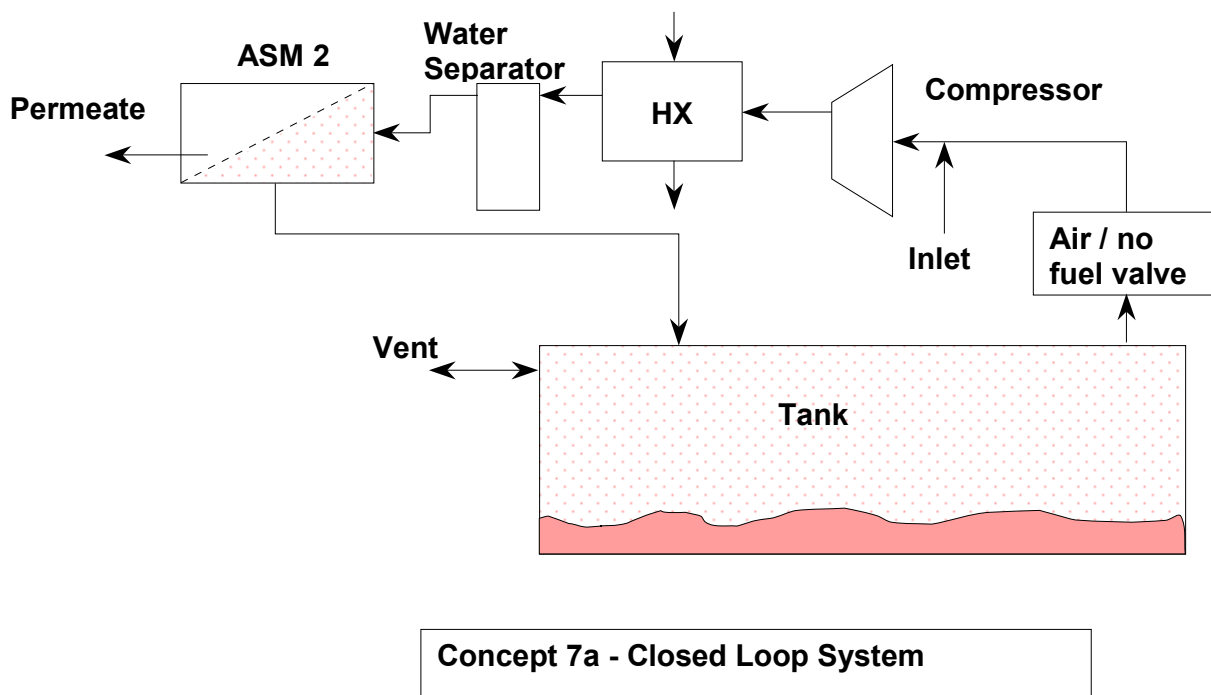 Water
Separator
ASM 2
Permeate
HX
Compressor
Inlet
Air / no
fuel valve
Vent
Tank
Concept 7a - Closed Loop System